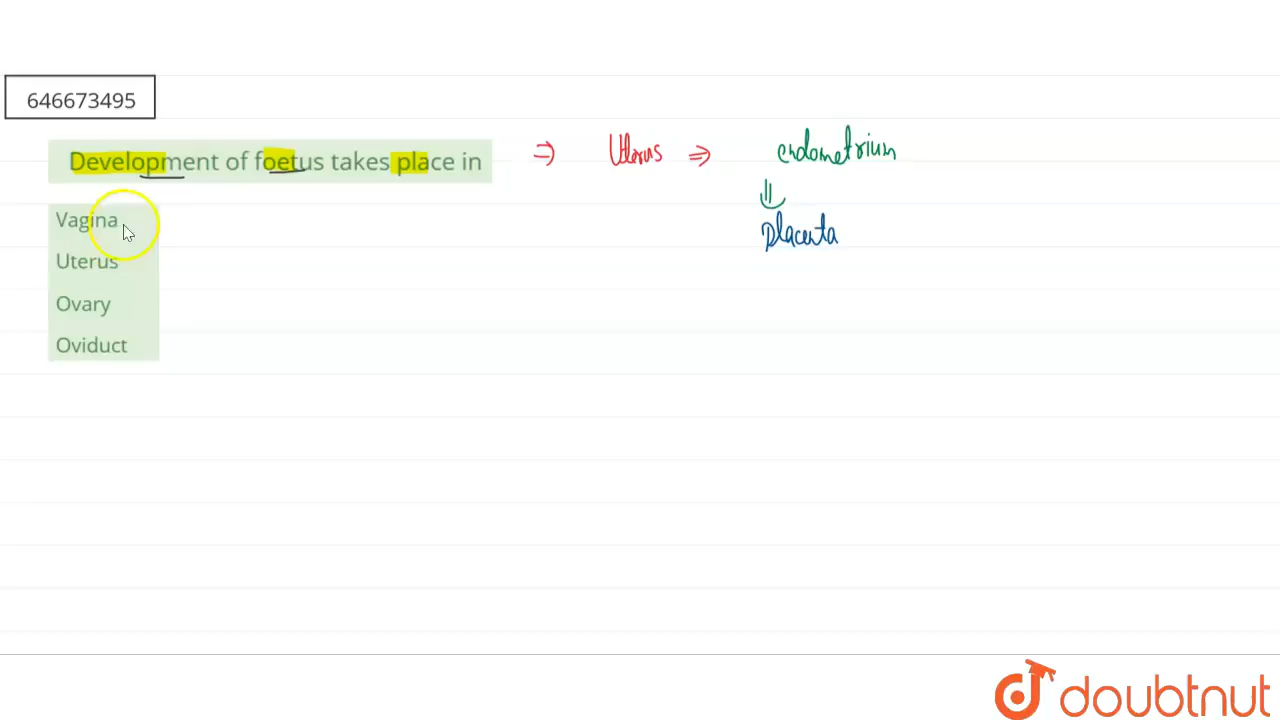 646673495
Development of foetus takes place in ⇒ Uterus ⇒ endometrium
Vagina
Placenta
Uterus
Ovary
Oviduct
doubtnut